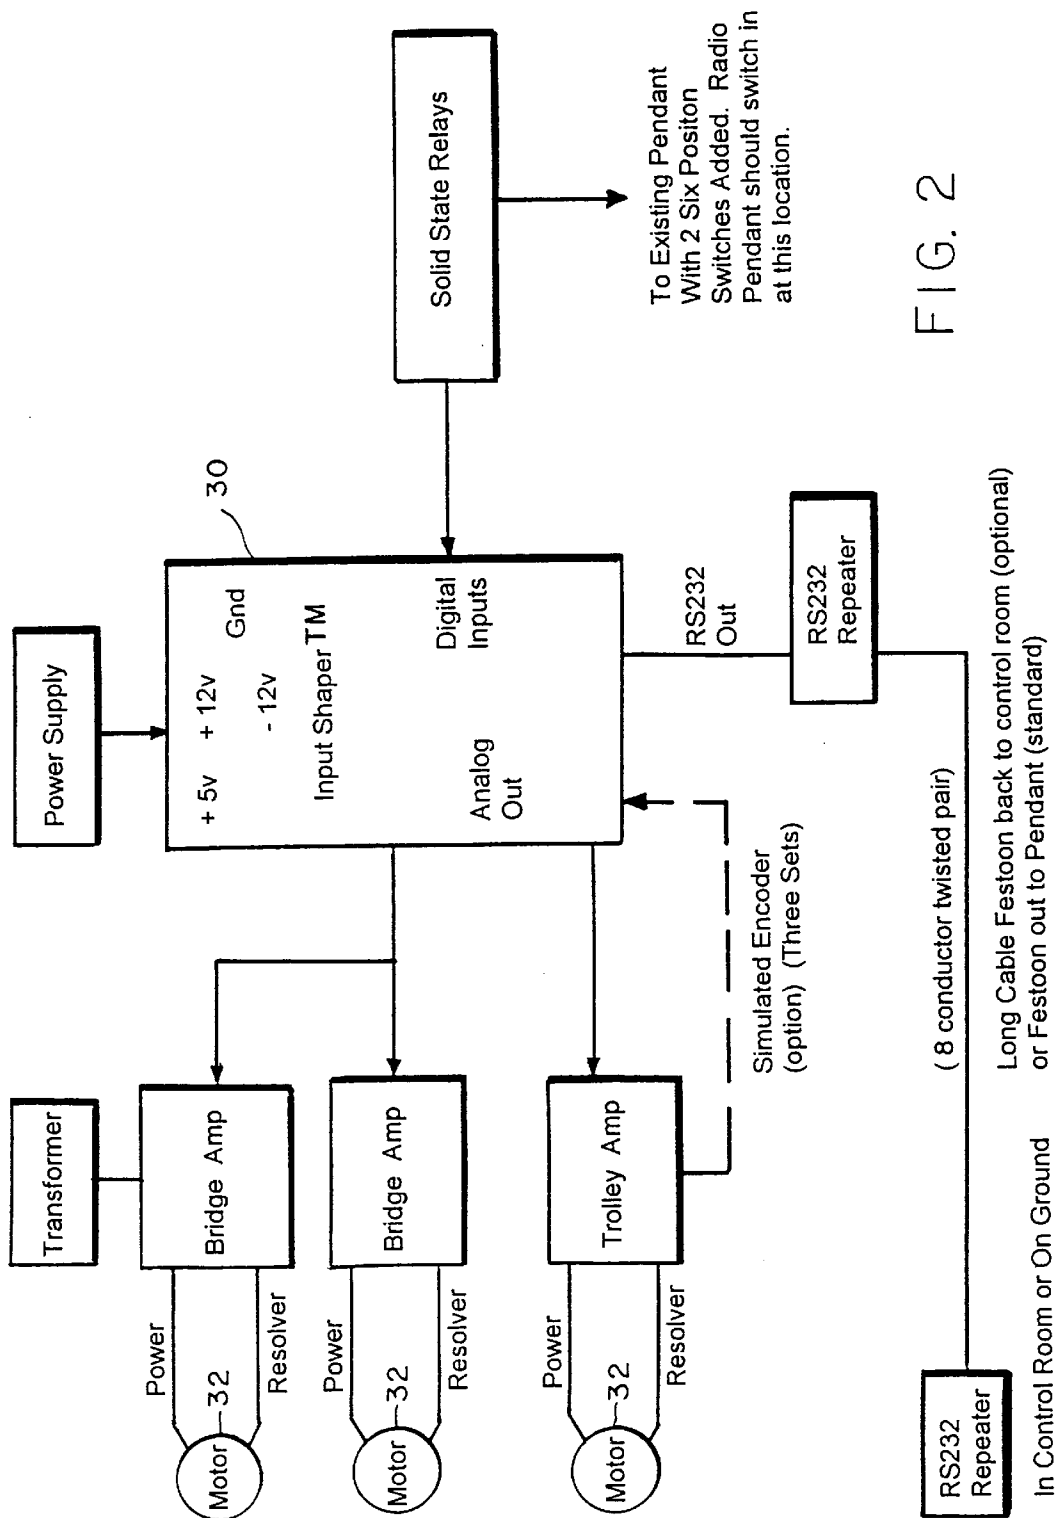 Transformer
Power Supply
Power
32
Motor
Resolver
Bridge Amp
+ 5v + 12v
Gnd
- 12v
30
Input Shaper TM
Power
32
Motor
Resolver
Bridge Amp
Analog
Out
Digital
Inputs
Solid State Relays
Power
32
Motor
Resolver
Trolley Amp
Simulated Encoder
(option) (Three Sets)
RS232
Out
RS232
Repeater
To Existing Pendant
With 2 Six Positon
Switches Added. Radio
Pendant should switch in
at this location.
( 8 conductor twisted pair)
RS232
Repeater
Long Cable Festoon back to control room (optional)
or Festoon out to Pendant (standard)
In Control Room or On Ground
FIG. 2